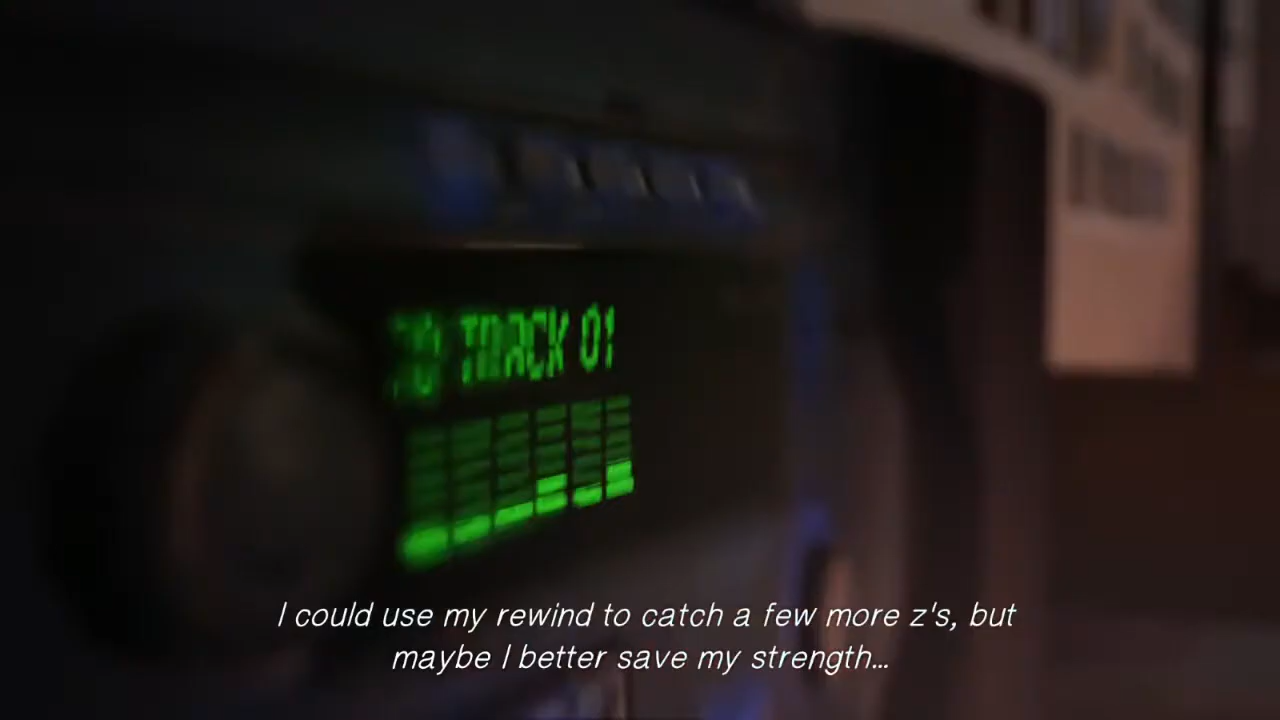 TRACK 01
I could use my rewind to catch a few more z's, but
maybe I better save my strength...